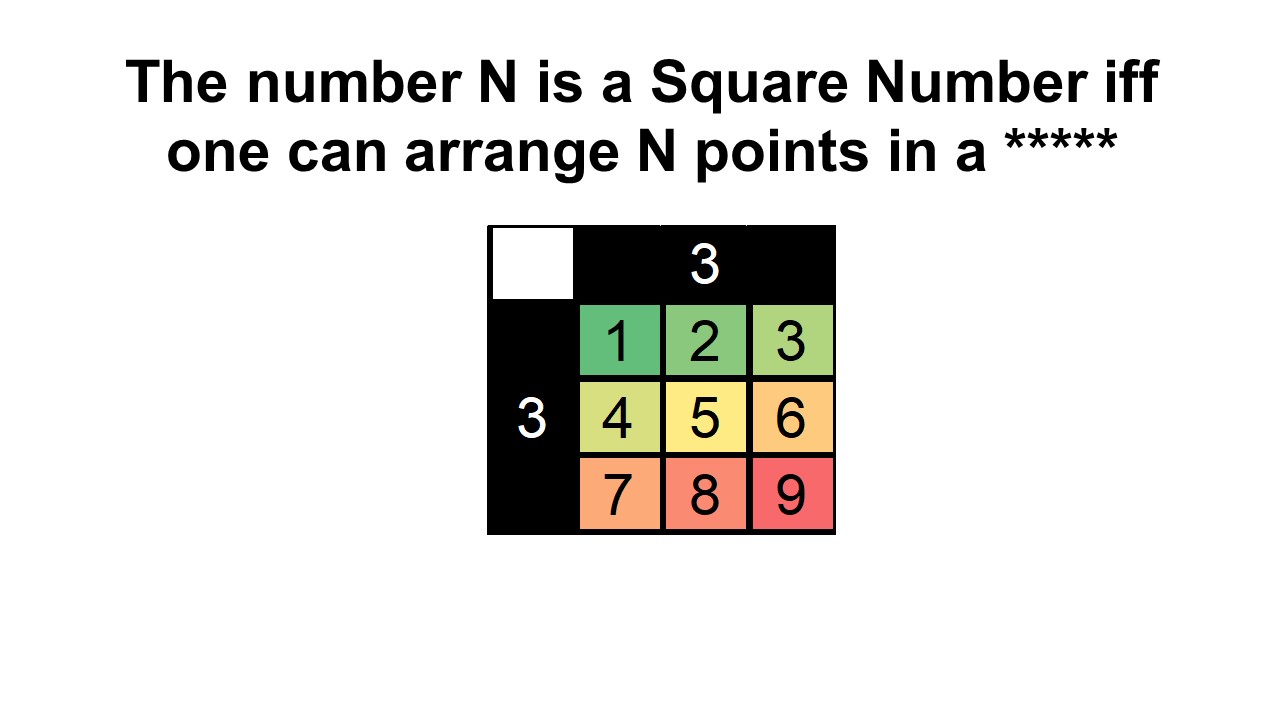 The number N is a Square Number iff
one can arrange N points in a *****
3
1 2 3
3 4 5 6
7 8 9